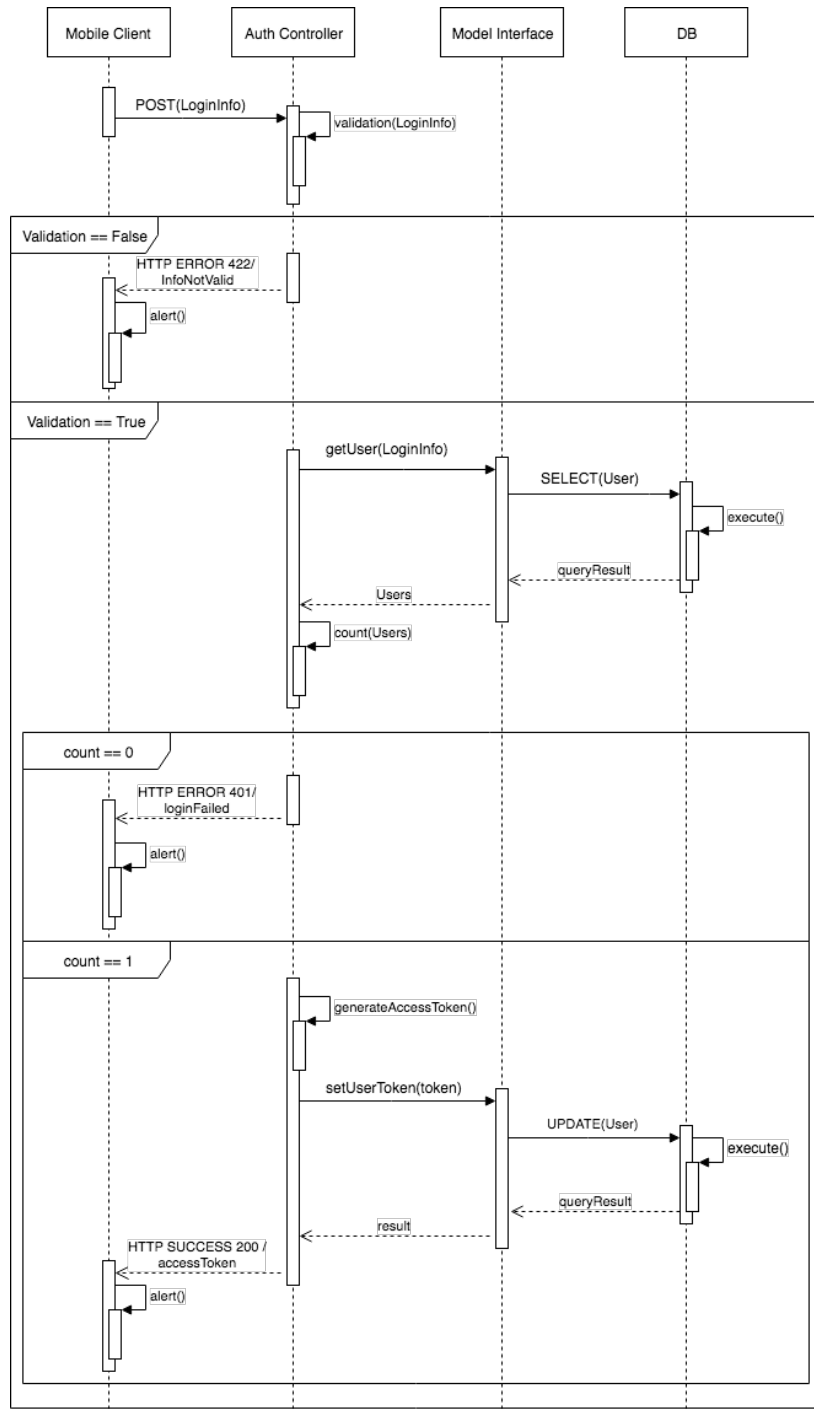 Mobile Client
Auth Controller
Model Interface
DB
POST(LoginInfo)
validation(LoginInfo)
Validation == False
HTTP ERROR 422/
InfoNotValid
alert()
Validation == True
getUser(LoginInfo)
SELECT(User)
execute()
queryResult
Users
count(Users)
count == 0
HTTP ERROR 401/
loginFailed
alert()
count == 1
generateAccessToken()
setUserToken(token)
UPDATE(User)
execute()
queryResult
result
HTTP SUCCESS 200 /
accessToken
alert()